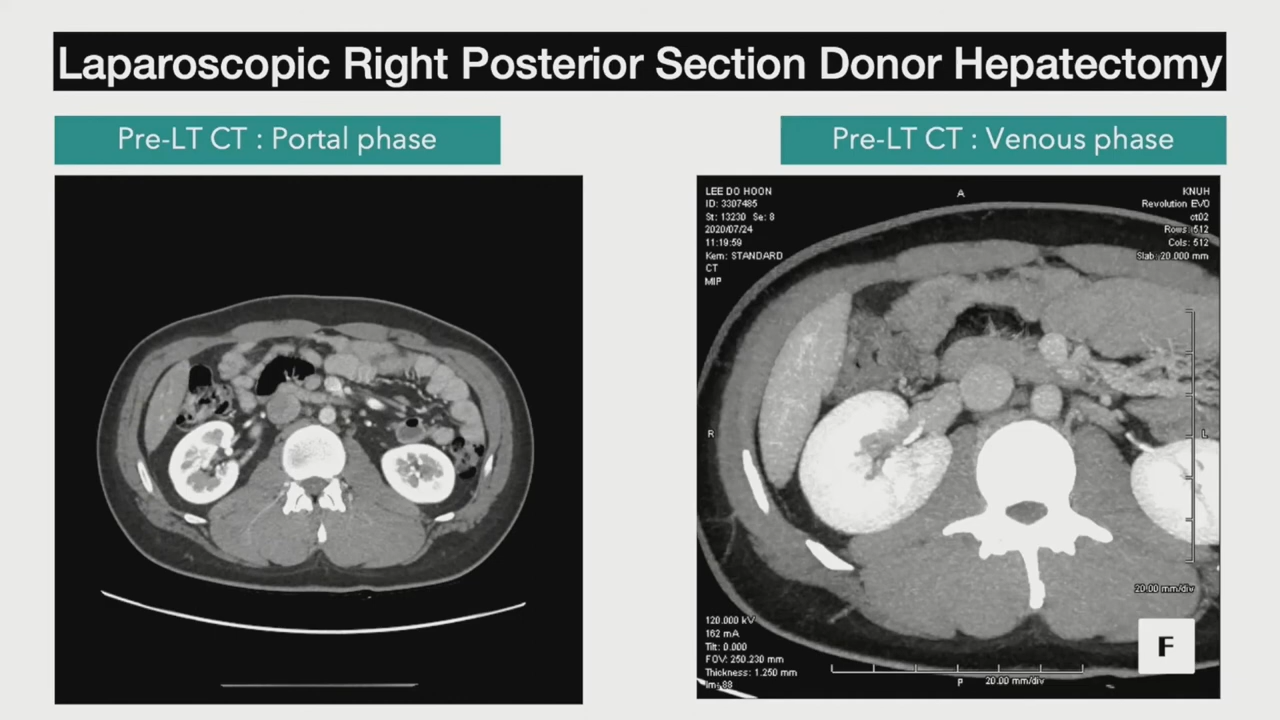 Laparoscopic Right Posterior Section Donor Hepatectomy
Pre-LT CT : Portal phase
Pre-LT CT : Venous phase
LEE DO HOON
ID: 3307485
St: 13230 Se: 8
2020/07/24
11:19:59
Kern: STANDARD
CT
MIP
A
KNUH
Revolution EVO
ct02
Rows: 512
Cols: 512
Slab: 20.000 mm
R
L
20.00 mm/div
120.000 kV
162 mA
Tilt: 0.000
FOV: 250.230 mm
Thickness: 1.250 mm
Im: 88
P
20.00 mm/div
F